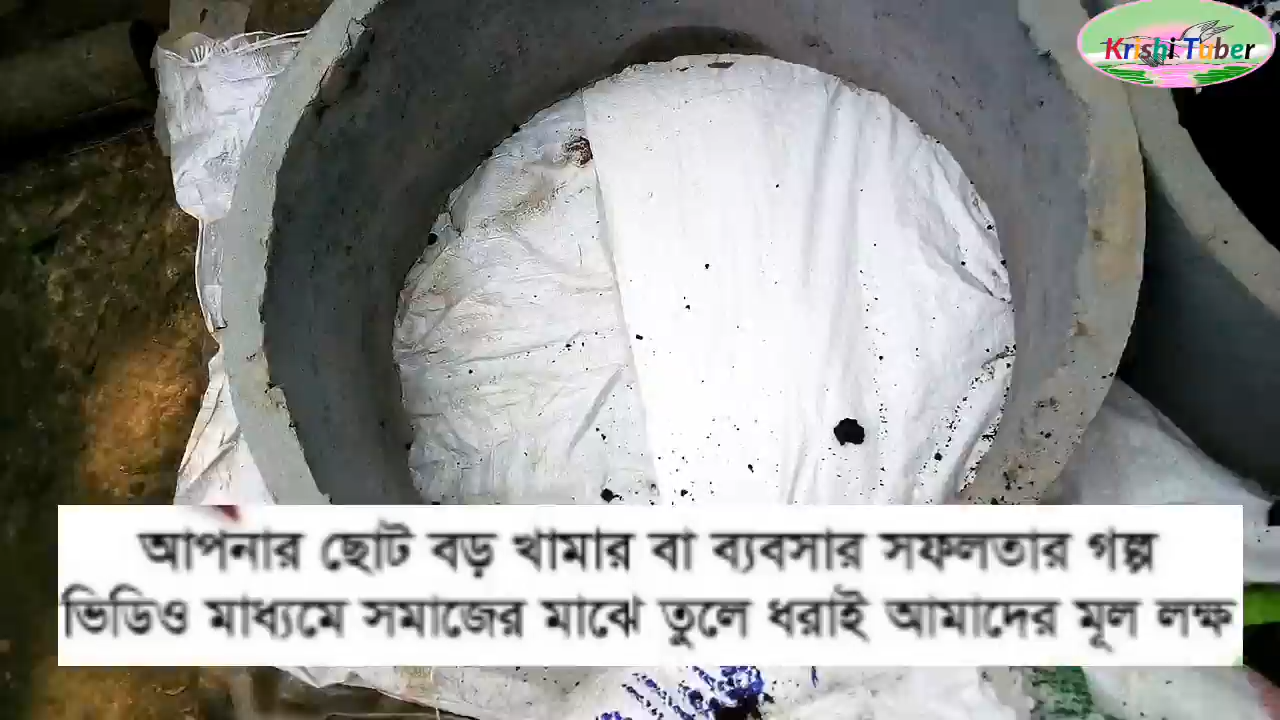 Krishi Tuber
আপনার ছোট বড় খামার বা ব্যবসার সফলতার গল্প
ভিডিও মাধ্যমে সমাজের মাঝে তুলে ধরাই আমাদের মূল লক্ষ